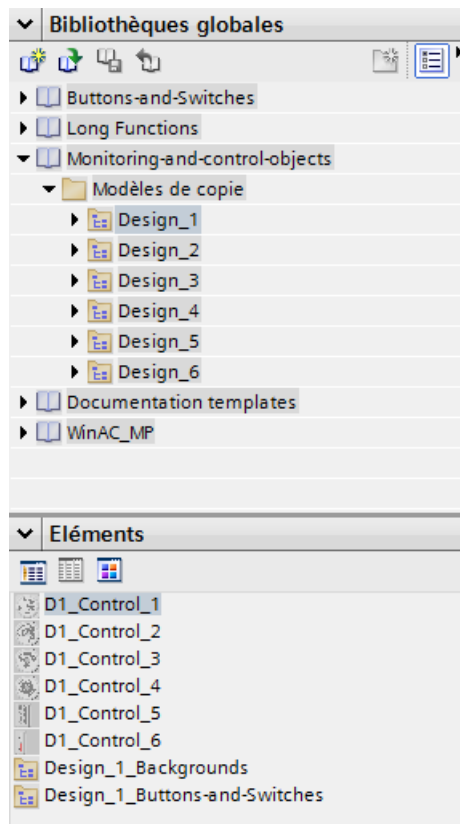 Bibliothèques globales
Buttons-and-Switches
Long Functions
Monitoring-and-control-objects
Modèles de copie
Design_1
Design_2
Design_3
Design_4
Design_5
Design_6
Documentation templates
WinAC_MP
Eléments
D1_Control_1
D1_Control_2
D1_Control_3
D1_Control_4
D1_Control_5
D1_Control_6
Design_1_Backgrounds
Design_1_Buttons-and-Switches